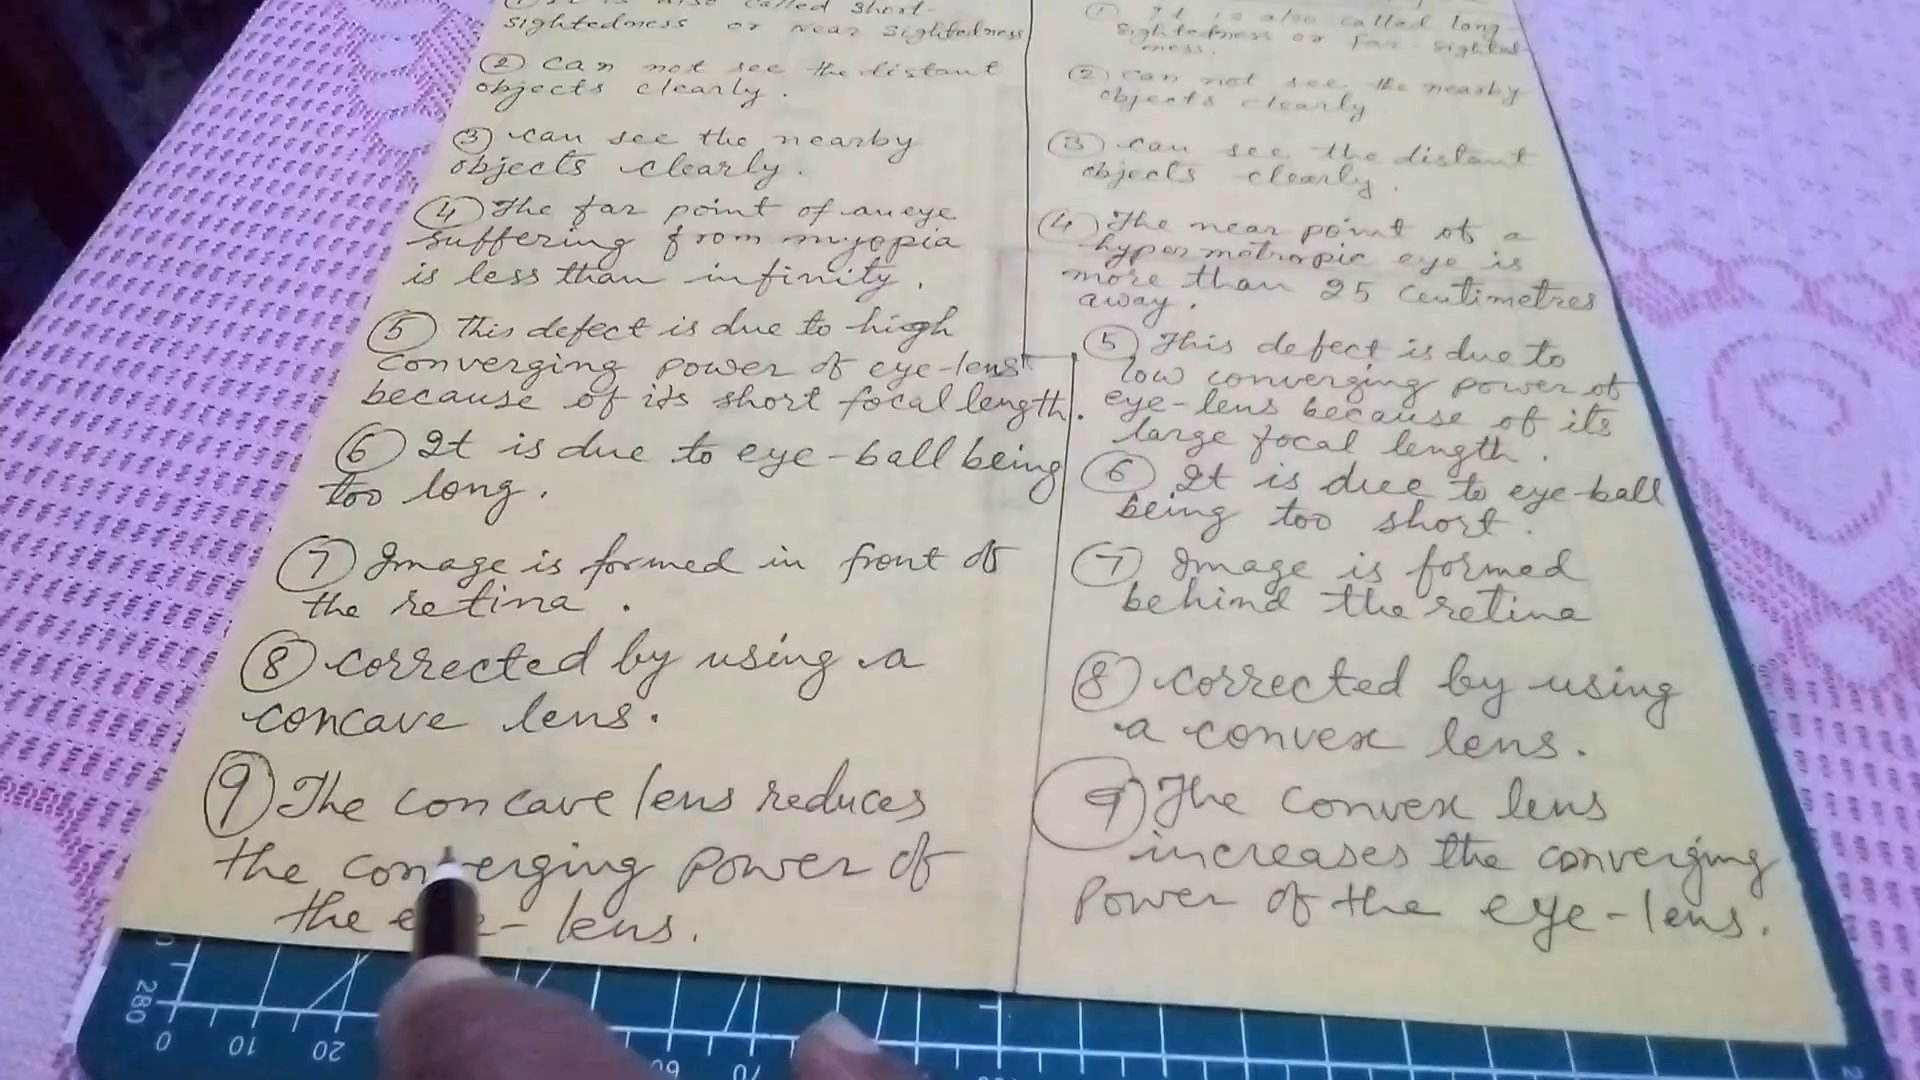 ① It is also called short-
sightedness or near sightedness
② can not see the distant
objects clearly.
③ can see the nearby
objects clearly.
④ The far point of an eye
suffering from myopia
is less than infinity.
⑤ This defect is due to high
converging power of eye-lens
because of its short focal length.
⑥ It is due to eye-ball being
too long.
⑦ Image is formed in front of
the retina.
⑧ corrected by using a
concave lens.
⑨ The concave lens reduces
the converging power of
the eye-lens.
① It is also called long-
sightedness or far-sighted-
ness.
② can not see the nearby
objects clearly
③ can see the distant
objects clearly.
④ The near point of a
hypermetropic eye is
more than 25 centimetres
away.
⑤ This defect is due to
low converging power of
eye-lens because of its
large focal length.
⑥ It is due to eye-ball
being too short.
⑦ Image is formed
behind the retina
⑧ corrected by using
a convex lens.
⑨ The convex lens
increases the converging
power of the eye-lens.
280
0 10 20 60 70